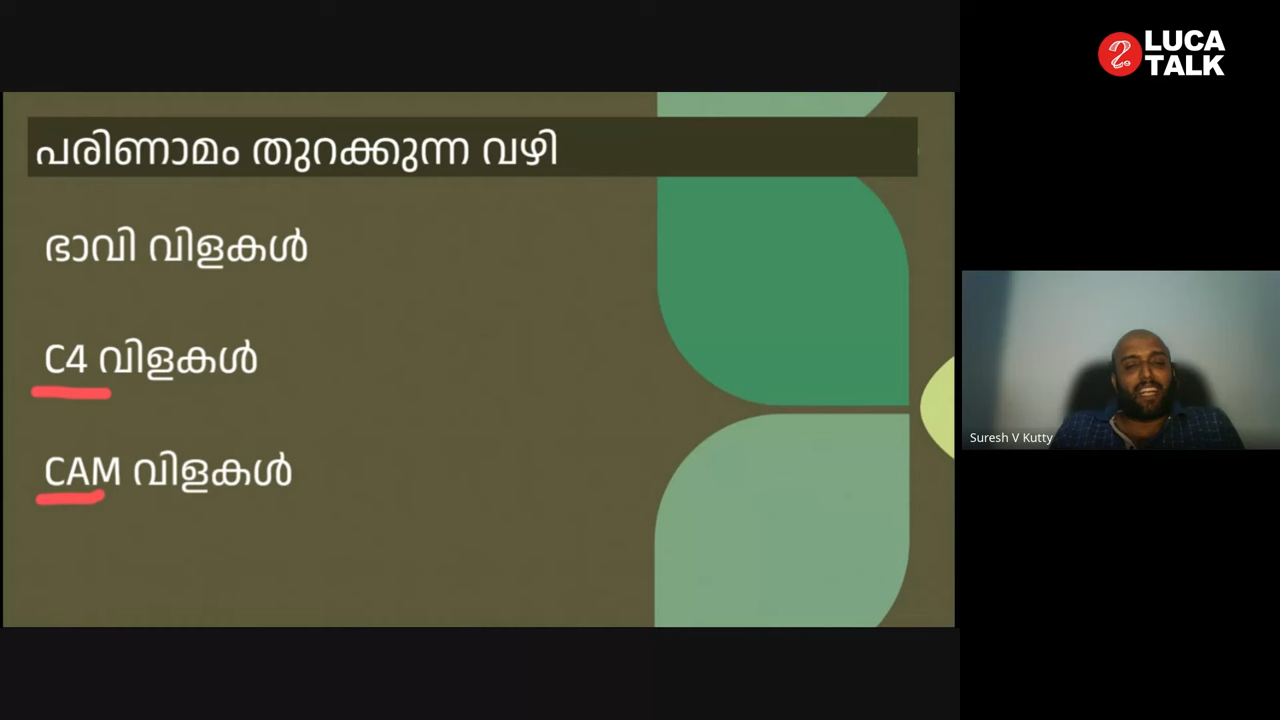 LUCA
TALK
പരിണാമം തുറക്കുന്ന വഴി
ഭാവി വിളകൾ
C4 വിളകൾ
CAM വിളകൾ
Suresh V Kutty